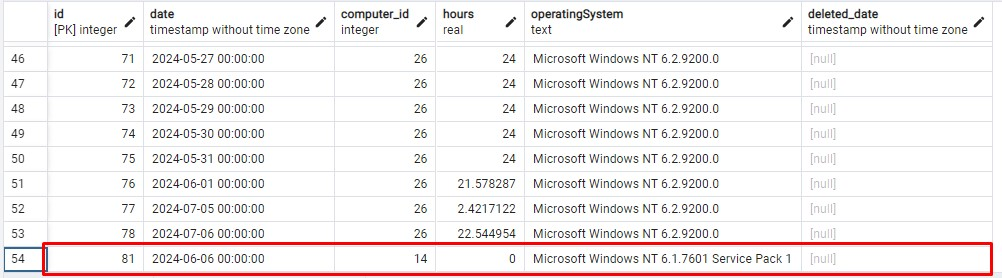 id date computer_id hours operatingSystem deleted_date
[PK] integer timestamp without time zone integer real text timestamp without time zone
46 71 2024-05-27 00:00:00 26 24 Microsoft Windows NT 6.2.9200.0 [null]
47 72 2024-05-28 00:00:00 26 24 Microsoft Windows NT 6.2.9200.0 [null]
48 73 2024-05-29 00:00:00 26 24 Microsoft Windows NT 6.2.9200.0 [null]
49 74 2024-05-30 00:00:00 26 24 Microsoft Windows NT 6.2.9200.0 [null]
50 75 2024-05-31 00:00:00 26 24 Microsoft Windows NT 6.2.9200.0 [null]
51 76 2024-06-01 00:00:00 26 21.578287 Microsoft Windows NT 6.2.9200.0 [null]
52 77 2024-07-05 00:00:00 26 2.4217122 Microsoft Windows NT 6.2.9200.0 [null]
53 78 2024-07-06 00:00:00 26 22.544954 Microsoft Windows NT 6.2.9200.0 [null]
54 81 2024-06-06 00:00:00 14 0 Microsoft Windows NT 6.1.7601 Service Pack 1 [null]